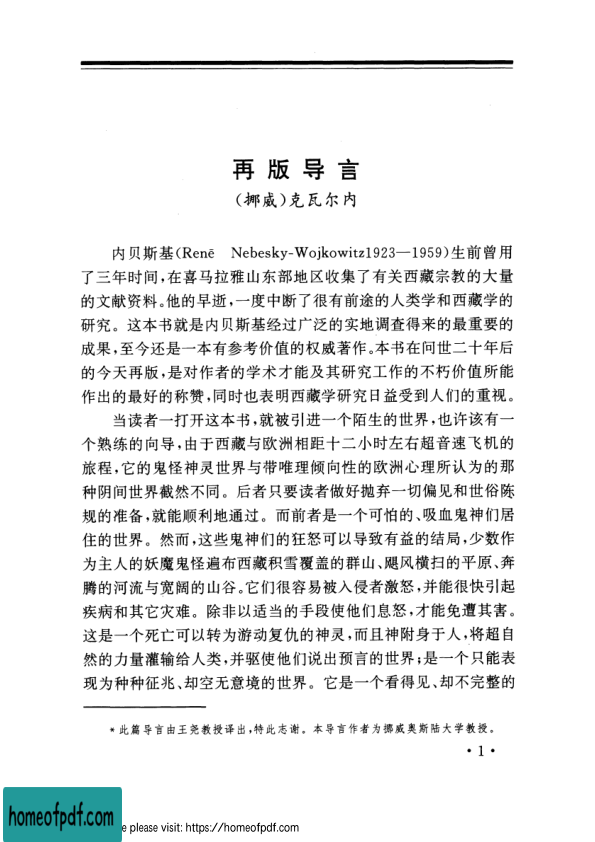 再版导言
(挪威)克瓦尔内
内贝斯基(Renē Nebesky-Wojkowitz1923—1959)生前曾用
了三年时间,在喜马拉雅山东部地区收集了有关西藏宗教的大量
的文献资料。他的早逝,一度中断了很有前途的人类学和西藏学的
研究。这本书就是内贝斯基经过广泛的实地调查得来的最重要的
成果,至今还是一本有参考价值的权威著作。本书在问世二十年后
的今天再版,是对作者的学术才能及其研究工作的不朽价值所能
作出的最好的称赞,同时也表明西藏学研究日益受到人们的重视。
当读者一打开这本书,就被引进一个陌生的世界,也许该有一
个熟练的向导,由于西藏与欧洲相距十二小时左右超音速飞机的
旅程,它的鬼怪神灵世界与带唯理倾向性的欧洲心理所认为的那
种阴间世界截然不同。后者只要读者做好抛弃一切偏见和世俗陈
规的准备,就能顺利地通过。而前者是一个可怕的、吸血鬼神们居
住的世界。然而,这些鬼神们的狂怒可以导致有益的结局,少数作
为主人的妖魔鬼怪遍布西藏积雪覆盖的群山、飓风横扫的平原、奔
腾的河流与宽阔的山谷。它们很容易被入侵者激怒,并能很快引起
疾病和其它灾难。除非以适当的手段使他们息怒,才能免遭其害。
这是一个死亡可以转为游动复仇的神灵,而且神附身于人,将超自
然的力量灌输给人类,并驱使他们说出预言的世界;是一个只能表
现为种种征兆、却空无意境的世界。它是一个看得见、却不完整的
*此篇导言由王尧教授译出,特此志谢。本导言作者为挪威奥斯陆大学教授。
·1·
homeofpdf.com
e please visit: https://homeofpdf.com